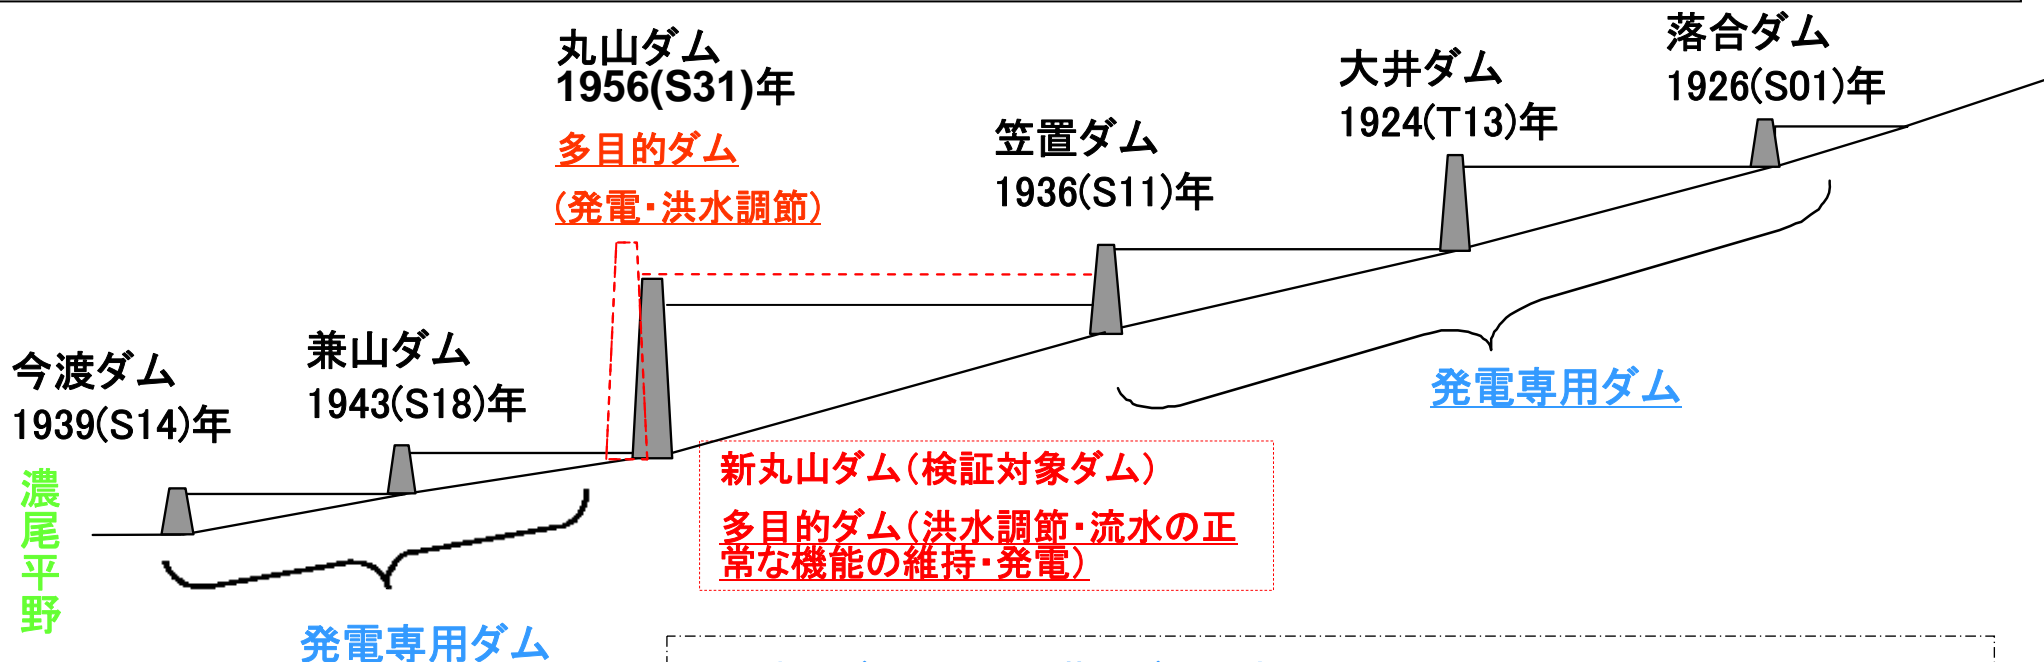 落合ダム
1926(S01)年
大井ダム
1924(T13)年
丸山ダム
1956(S31)年
多目的ダム
(発電・洪水調節)
笠置ダム
1936(S11)年
兼山ダム
1943(S18)年
今渡ダム
1939(S14)年
発電専用ダム
新丸山ダム(検証対象ダム)
多目的ダム(洪水調節・流水の正
常な機能の維持・発電)
濃尾平野
発電専用ダム